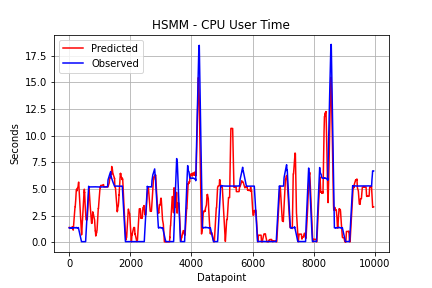 HSMM - CPU User Time
Predicted
Observed
17.5
15.0
12.5
10.0
7.5
5.0
2.5
0.0
Seconds
0 2000 4000 6000 8000 10000
Datapoint